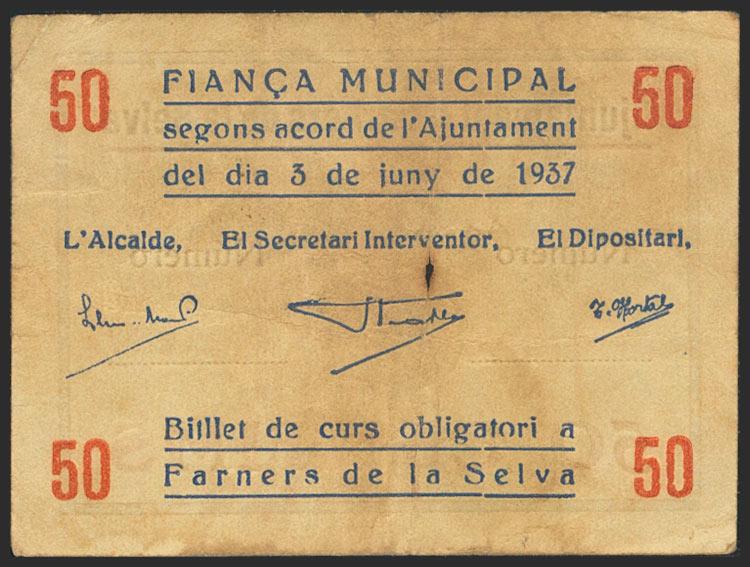 50 FIANÇA MUNICIPAL 50
segons acord de l'Ajuntament
del dia 3 de juny de 1937
L'Alcalde, El Secretari Interventor, El Dipositari,
Bitllet de curs obligatori a
50 Farners de la Selva 50